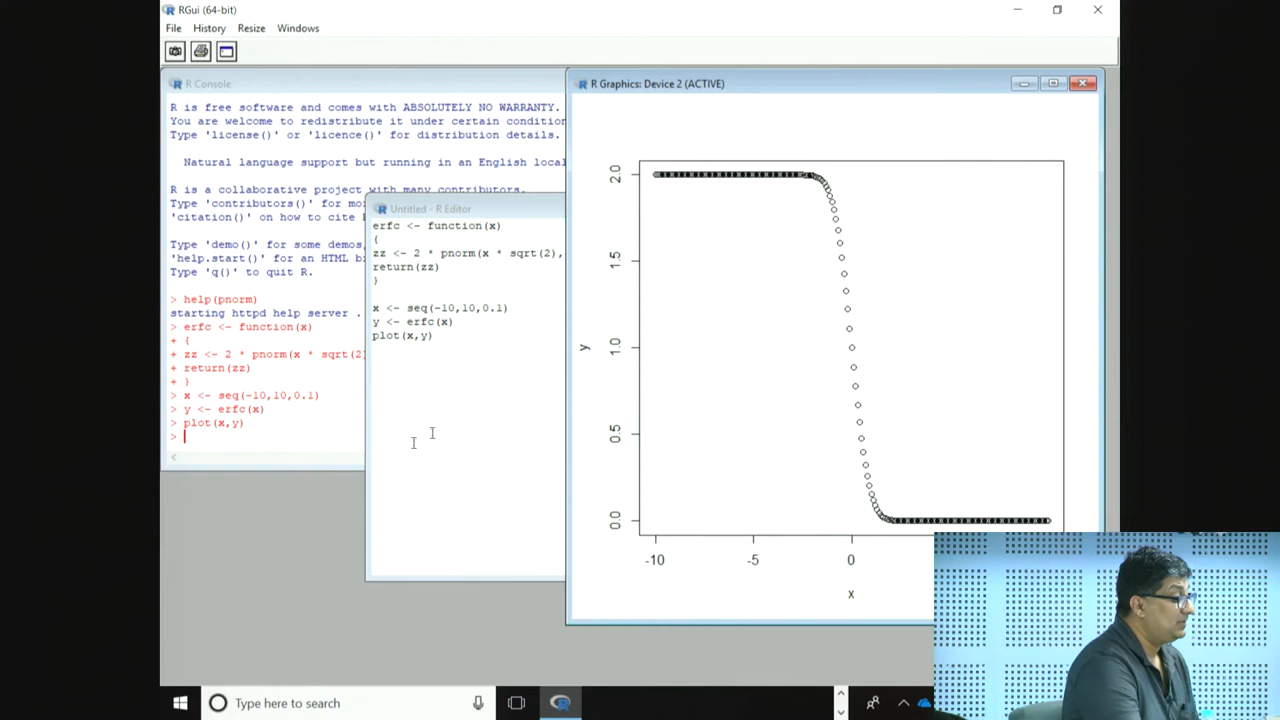 RGui (64-bit)
File History Resize Windows
R Console
R is free software and comes with ABSOLUTELY NO WARRANTY.
You are welcome to redistribute it under certain condition
Type 'license()' or 'licence()' for distribution details.
Natural language support but running in an English local
R is a collaborative project with many contributors.
Type 'contributors()' for mo
'citation()' on how to cite
Type 'demo()' for some demos,
'help.start()' for an HTML b
Type 'q()' to quit R.
> help(pnorm)
starting httpd help server .
> erfc <- function(x)
+ {
+ zz <- 2 * pnorm(x * sqrt(2)
+ return(zz)
+ }
> x <- seq(-10,10,0.1)
> y <- erfc(x)
> plot(x,y)
>
Untitled - R Editor
erfc <- function(x)
{
zz <- 2 * pnorm(x * sqrt(2),
return(zz)
}
x <- seq(-10,10,0.1)
y <- erfc(x)
plot(x,y)
R Graphics: Device 2 (ACTIVE)
2.0
1.5
1.0
0.5
0.0
y
-10 -5 0
x
Type here to search